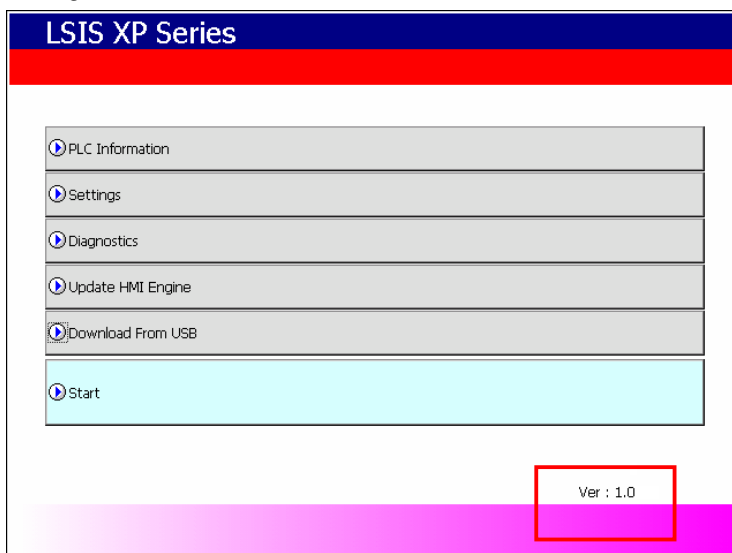 LSIS XP Series
PLC Information
Settings
Diagnostics
Update HMI Engine
Download From USB
Start
Ver : 1.0